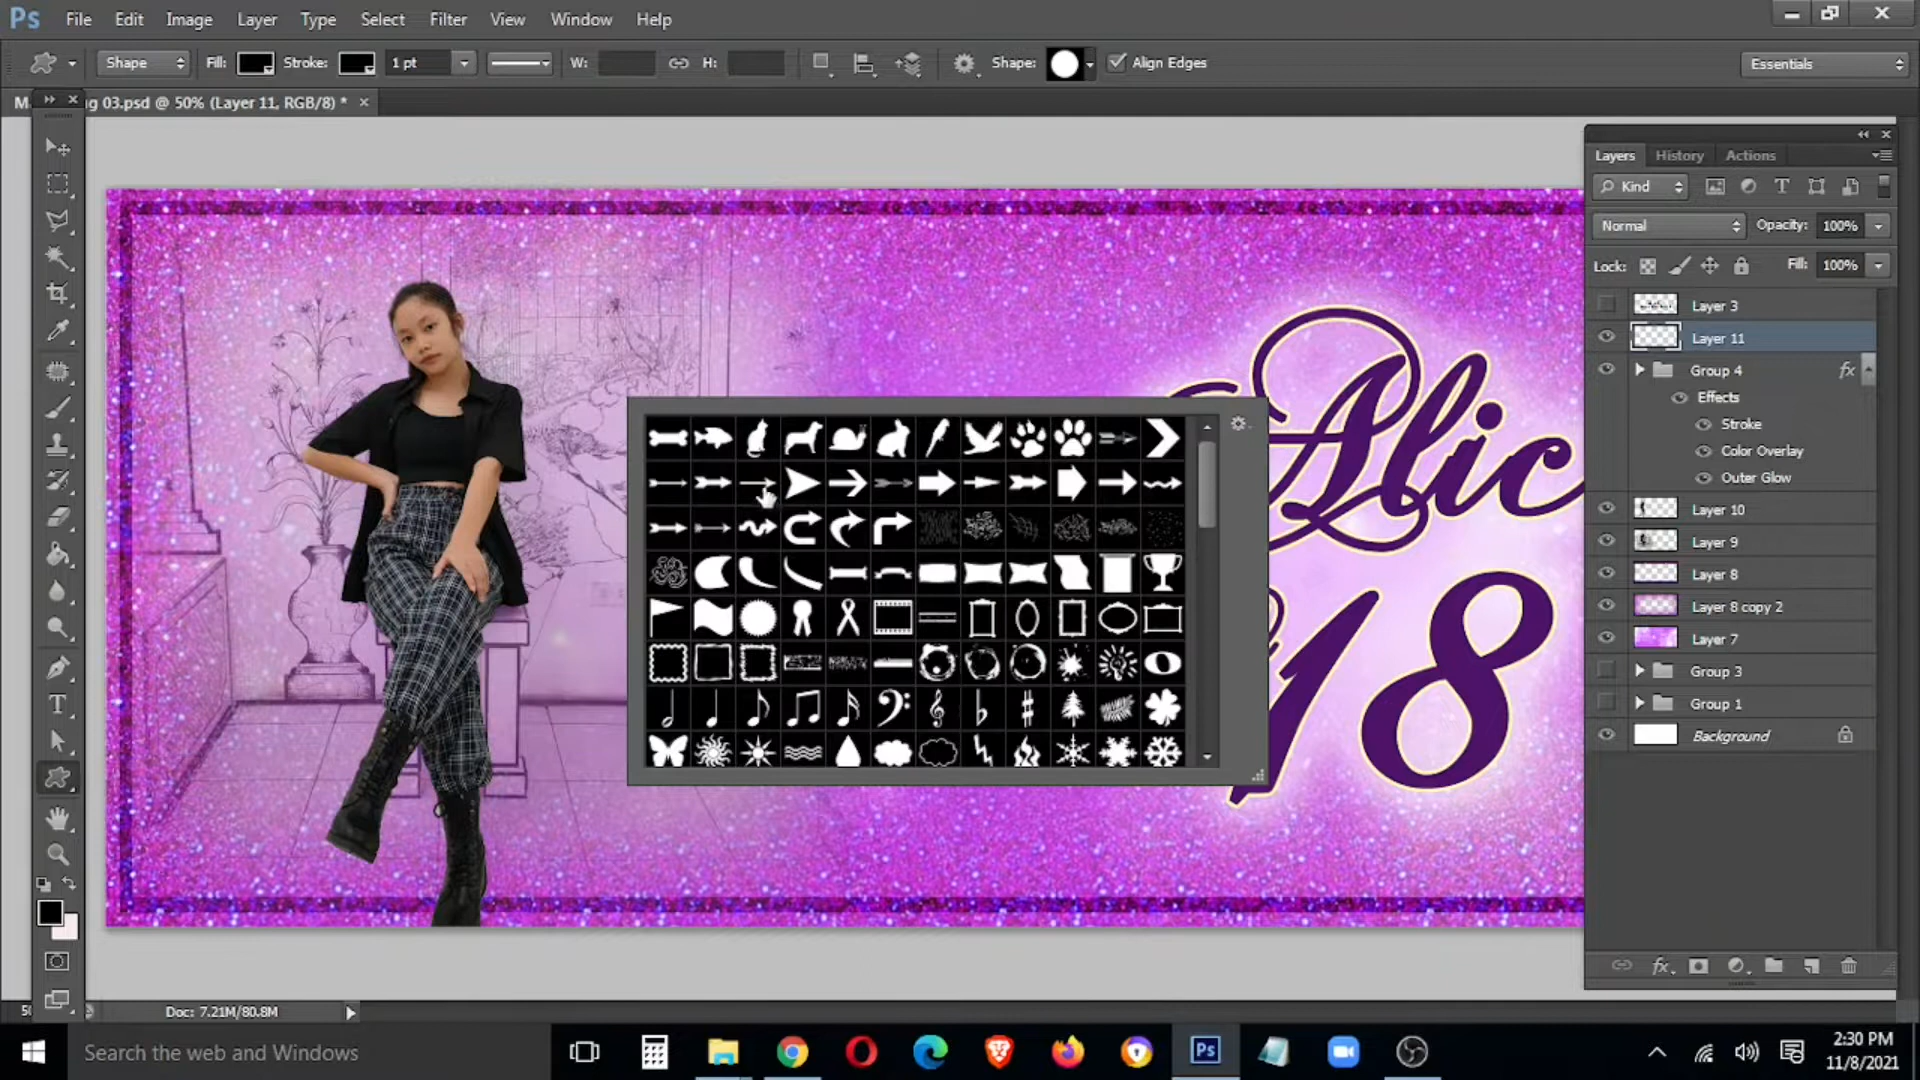 Ps File Edit Image Layer Type Select Filter View Window Help
Shape Fill: Stroke: 1 pt W: H: Shape: Align Edges Essentials
M ng 03.psd @ 50% (Layer 11, RGB/8) * ×
Layers History Actions
Kind
Normal Opacity: 100%
Lock: Fill: 100%
Layer 3
Layer 11
Group 4 fx
Effects
Stroke
Color Overlay
Outer Glow
Layer 10
Layer 9
Layer 8
Layer 8 copy 2
Layer 7
Group 3
Group 1
Background
Alic
18
T
fx
Doc: 7.21M/80.8M
Search the web and Windows
Ps
2:30 PM
11/8/2021